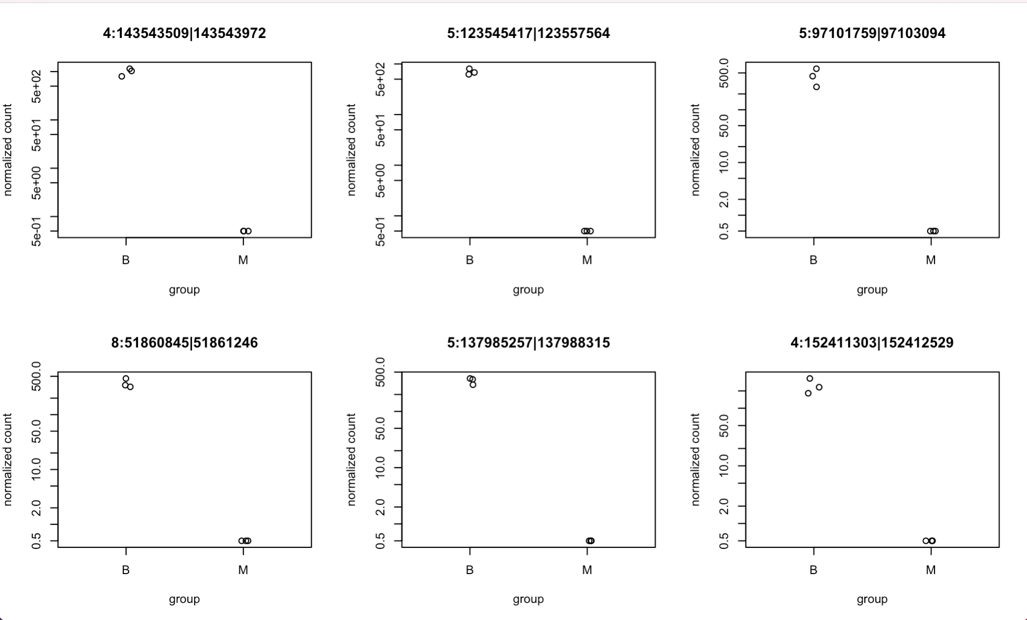 4:143543509|143543972
5:123545417|123557564
5:97101759|97103094
normalized count
5e+02
5e+01
5e+00
5e-01
B M
group
normalized count
5e+02
5e+01
5e+00
5e-01
B M
group
normalized count
500.0
50.0
10.0
2.0
0.5
B M
group
8:51860845|51861246
5:137985257|137988315
4:152411303|152412529
normalized count
500.0
50.0
10.0
2.0
0.5
B M
group
normalized count
500.0
50.0
10.0
2.0
0.5
B M
group
normalized count
50.0
10.0
2.0
0.5
B M
group